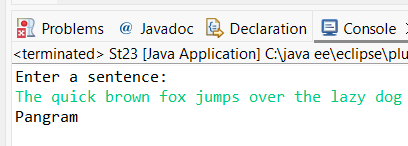 Problems @ Javadoc Declaration Console
<terminated> St23 [Java Application] C:\java ee\eclipse\plu
Enter a sentence:
The quick brown fox jumps over the lazy dog
Pangram